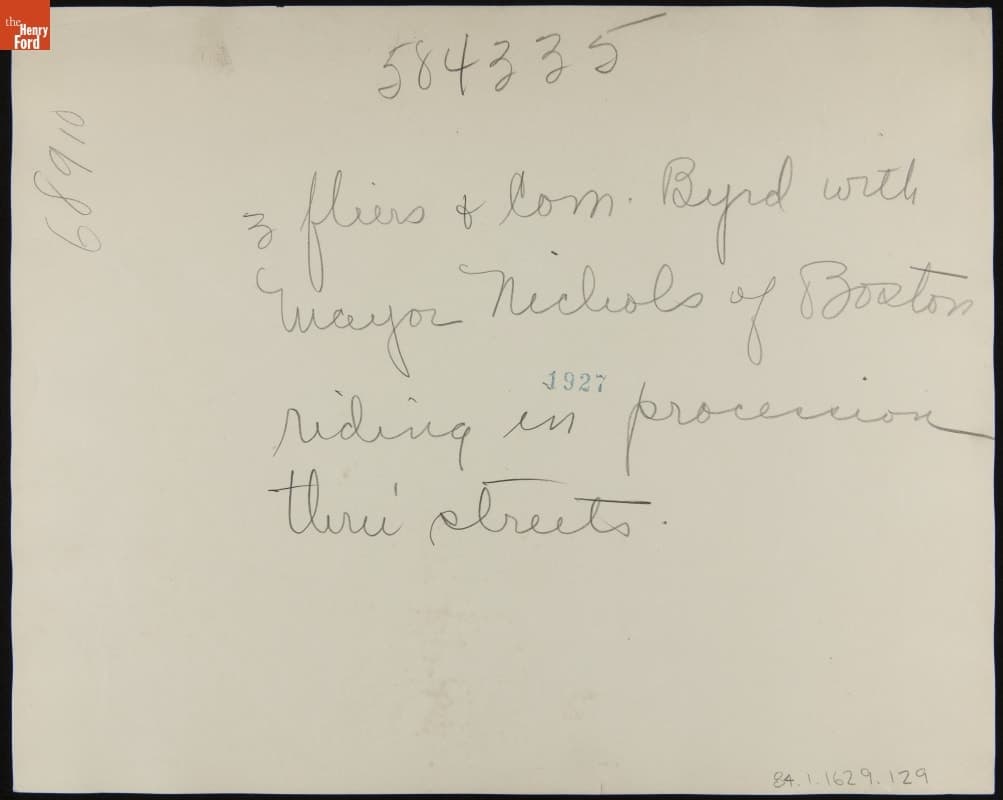 the
Henry
Ford
584335
6890
3 fliers & Com. Byrd with
Mayor Nichols of Boston
1927
riding in procession
thru' streets.
84.1.1629.129